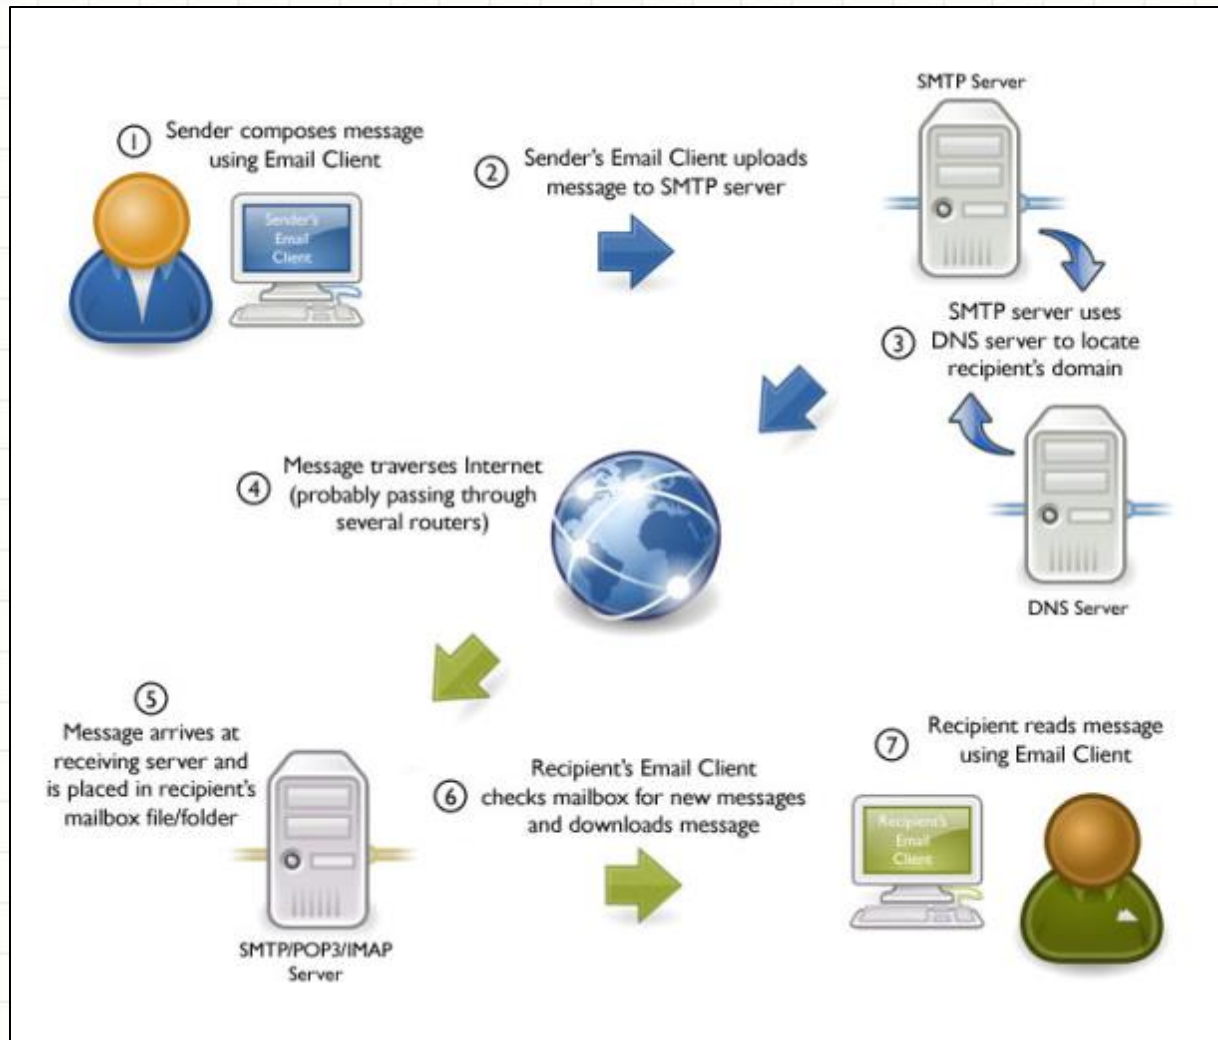 ① Sender composes message
using Email Client
Sender's
Email
Client
② Sender's Email Client uploads
message to SMTP server
SMTP Server
③ SMTP server uses
DNS server to locate
recipient's domain
DNS Server
④ Message traverses Internet
(probably passing through
several routers)
⑤
Message arrives at
receiving server and
is placed in recipient's
mailbox file/folder
SMTP/POP3/IMAP
Server
⑥ Recipient's Email Client
checks mailbox for new messages
and downloads message
⑦ Recipient reads message
using Email Client
Recipient's
Email
Client